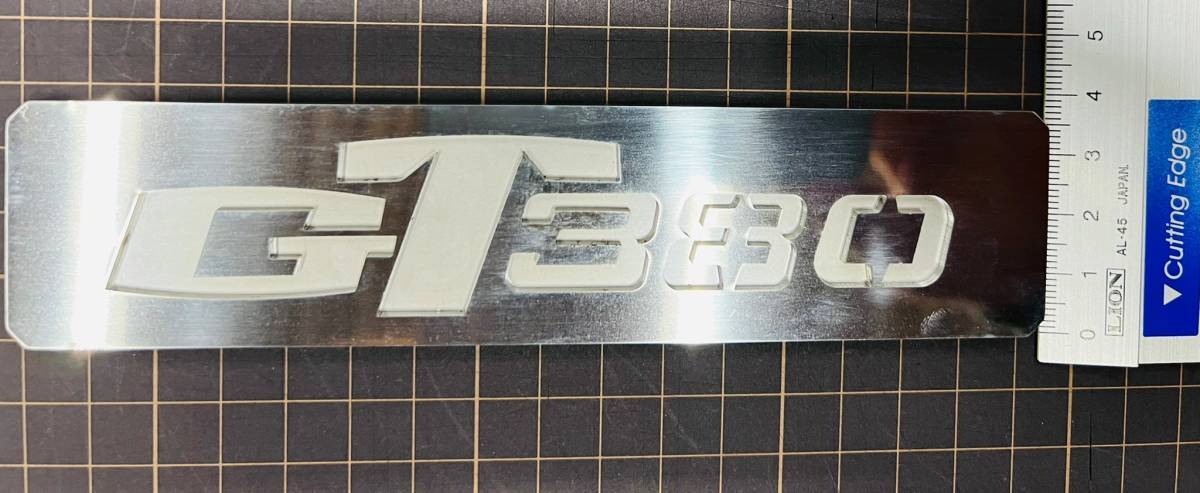 GT380
5
4
3
2
1
0
LION
AL-45 JAPAN
▼Cutting Edge